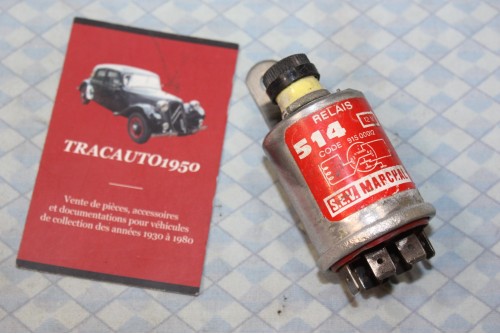 TRACAUTO1950
Vente de pièces, accessoires
et documentations pour véhicules
de collection des années 1930 à 1980
RELAIS
514
CODE
S.E.V. MARCHAL